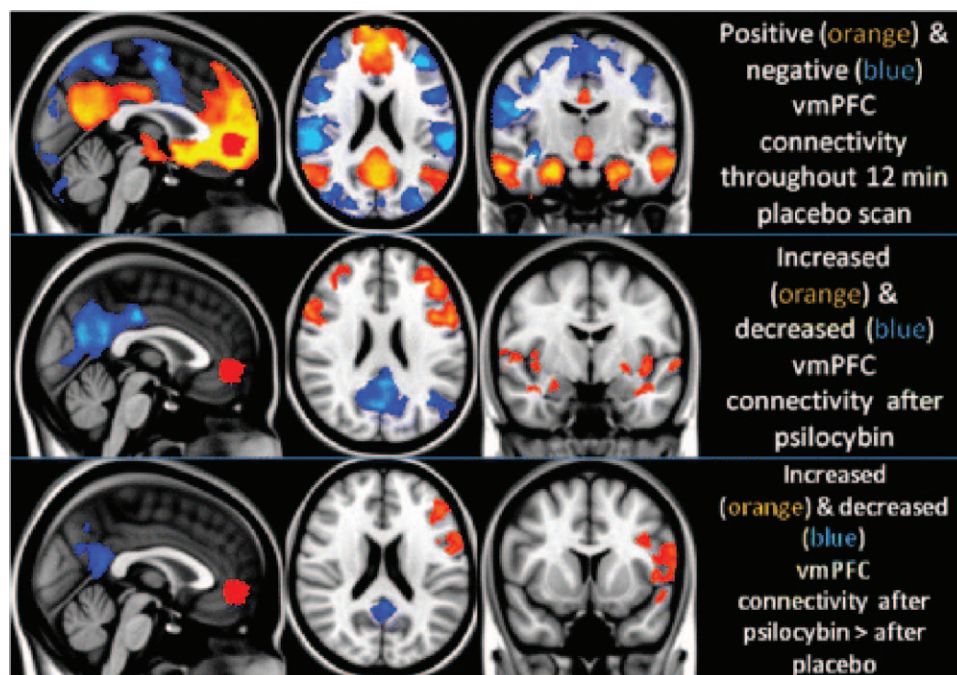 Positive (orange) &
negative (blue)
vmPFC
connectivity
throughout 12 min
placebo scan
Increased
(orange) &
decreased (blue)
vmPFC
connectivity after
psilocybin
Increased
(orange) & decreased
(blue)
vmPFC
connectivity after
psilocybin > after
placebo